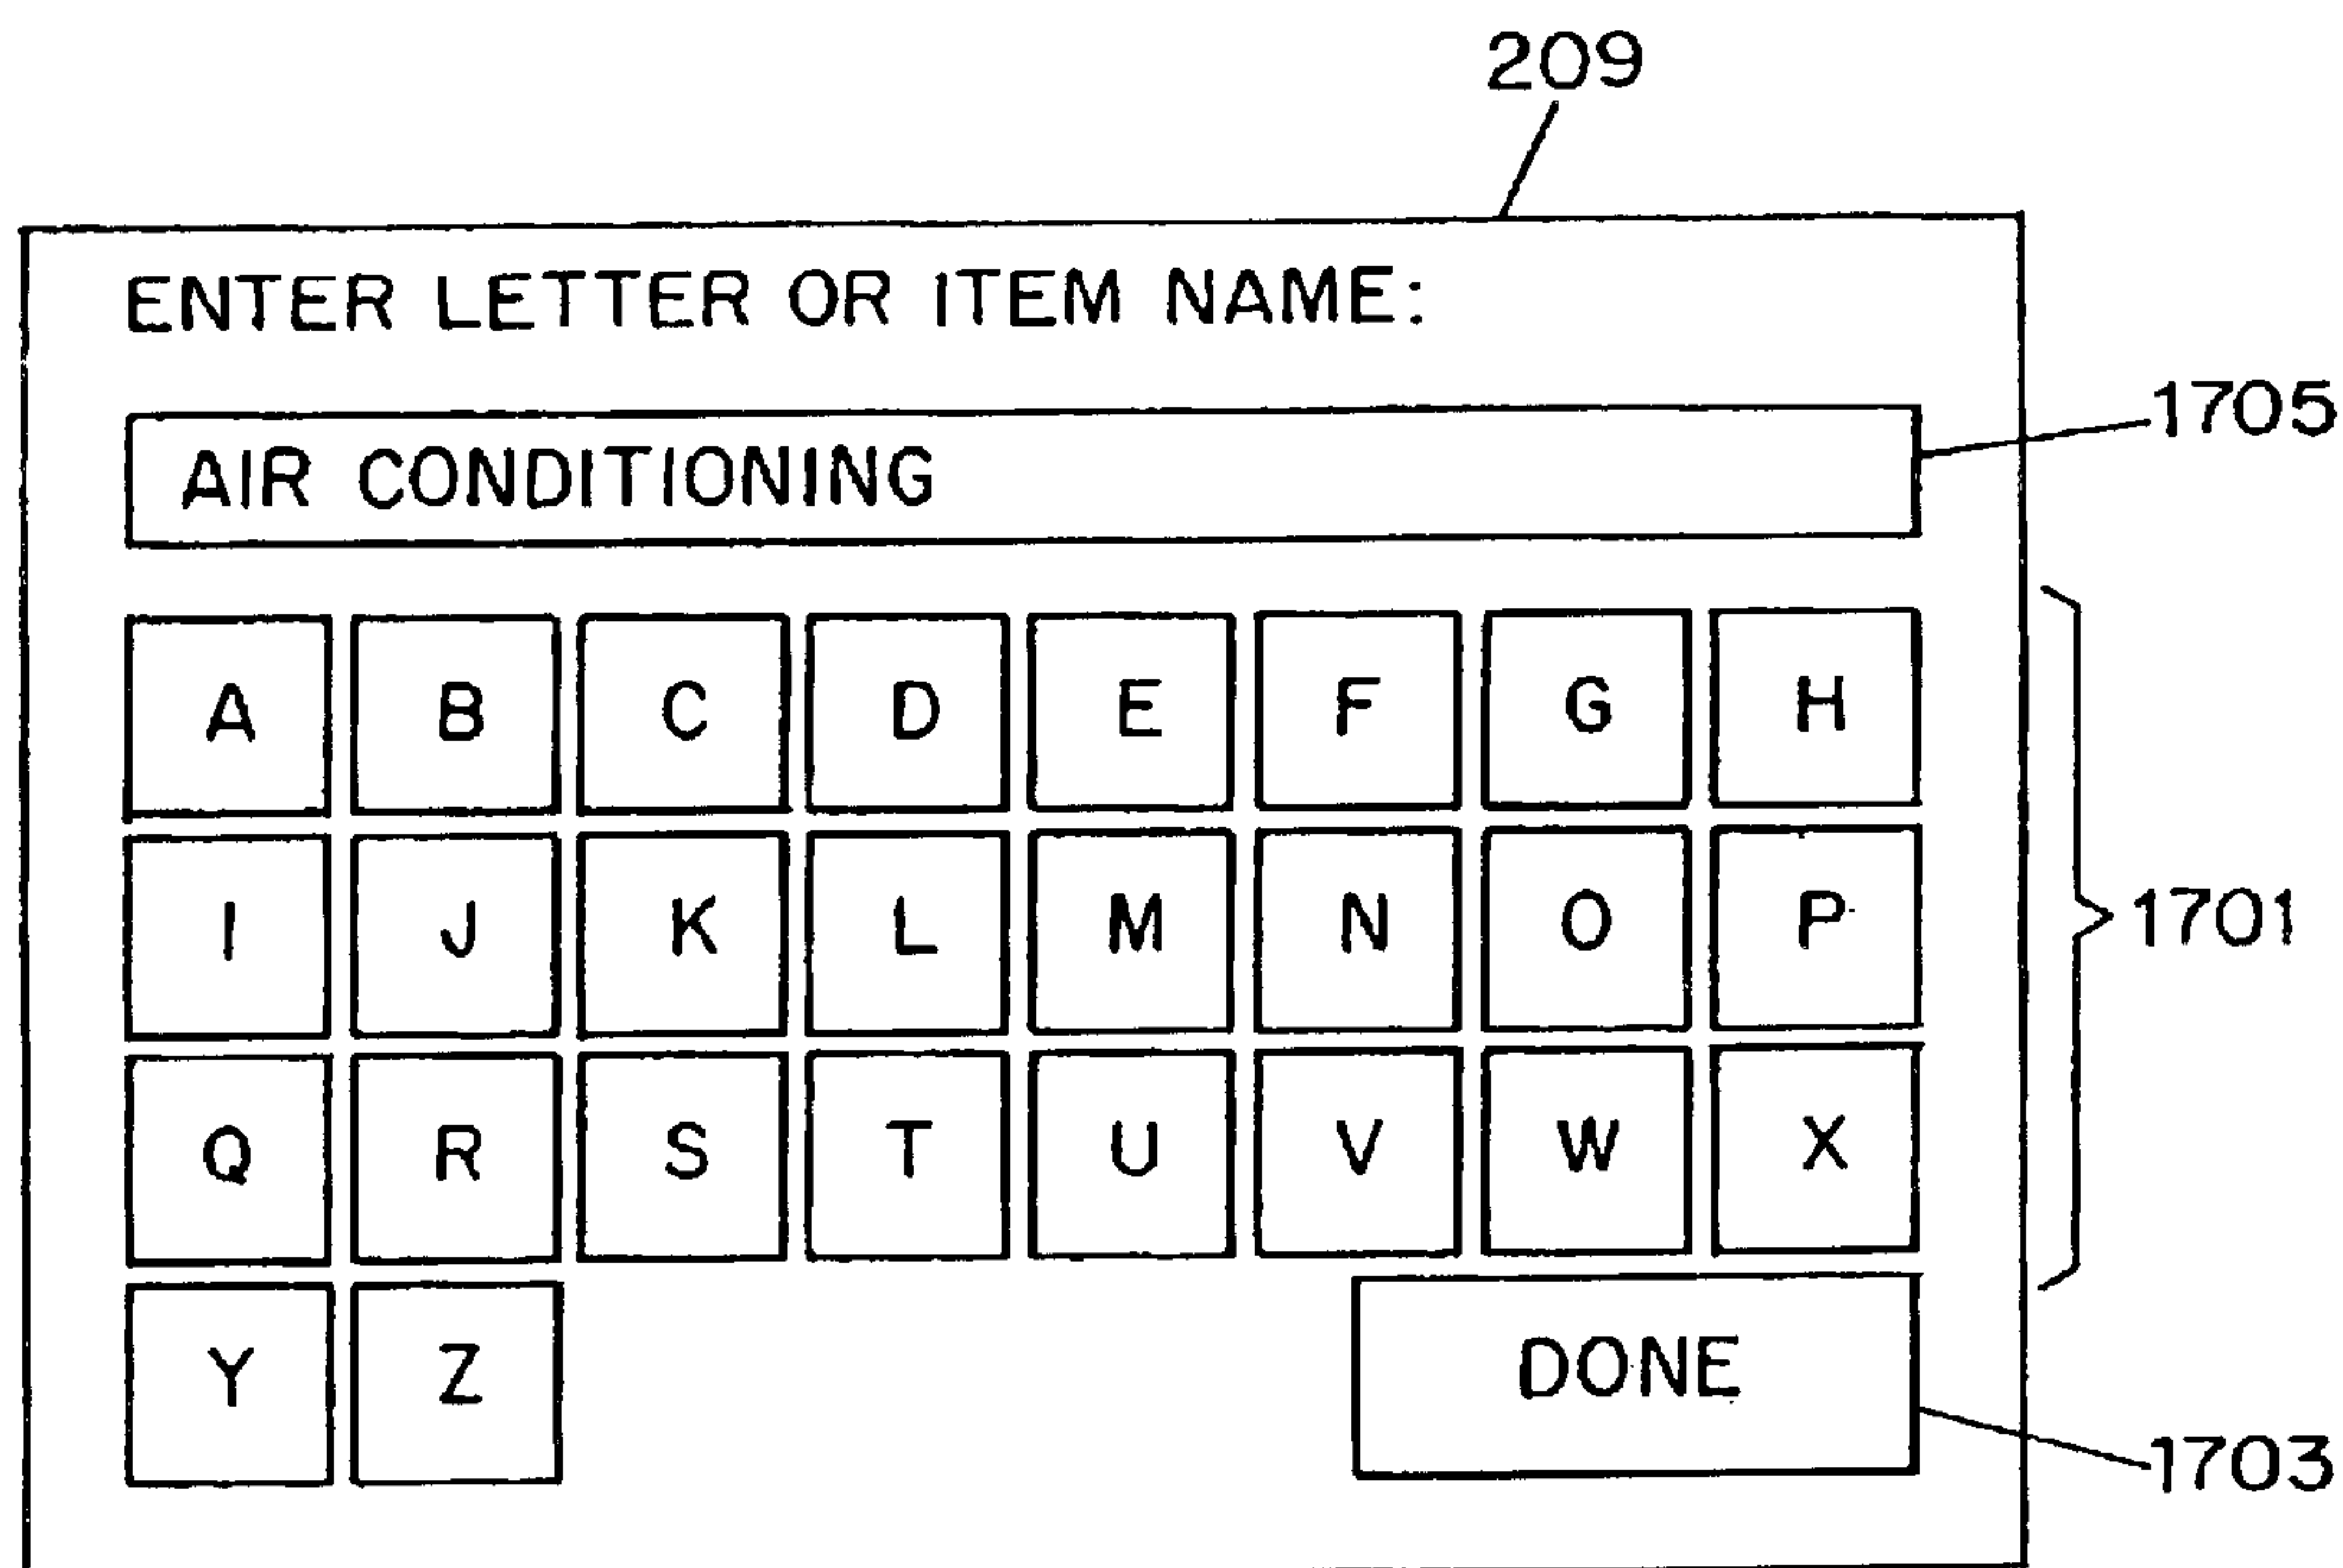 209
ENTER LETTER OR ITEM NAME:
1705
AIR CONDITIONING
A B C D E F G H
I J K L M N O P
1701
Q R S T U V W X
Y Z DONE
1703